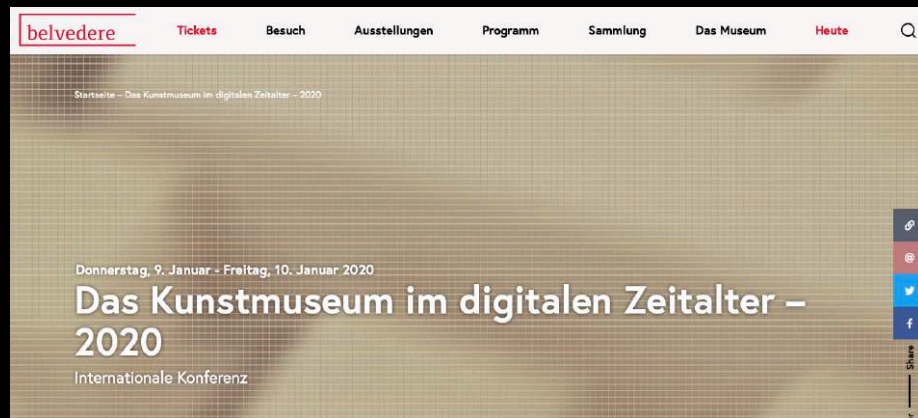 belvedere Tickets Besuch Ausstellungen Programm Sammlung Das Museum Heute
Startseite – Das Kunstmuseum im digitalen Zeitalter – 2020
Donnerstag, 9. Januar - Freitag, 10. Januar 2020
Das Kunstmuseum im digitalen Zeitalter –
2020
Internationale Konferenz
Share